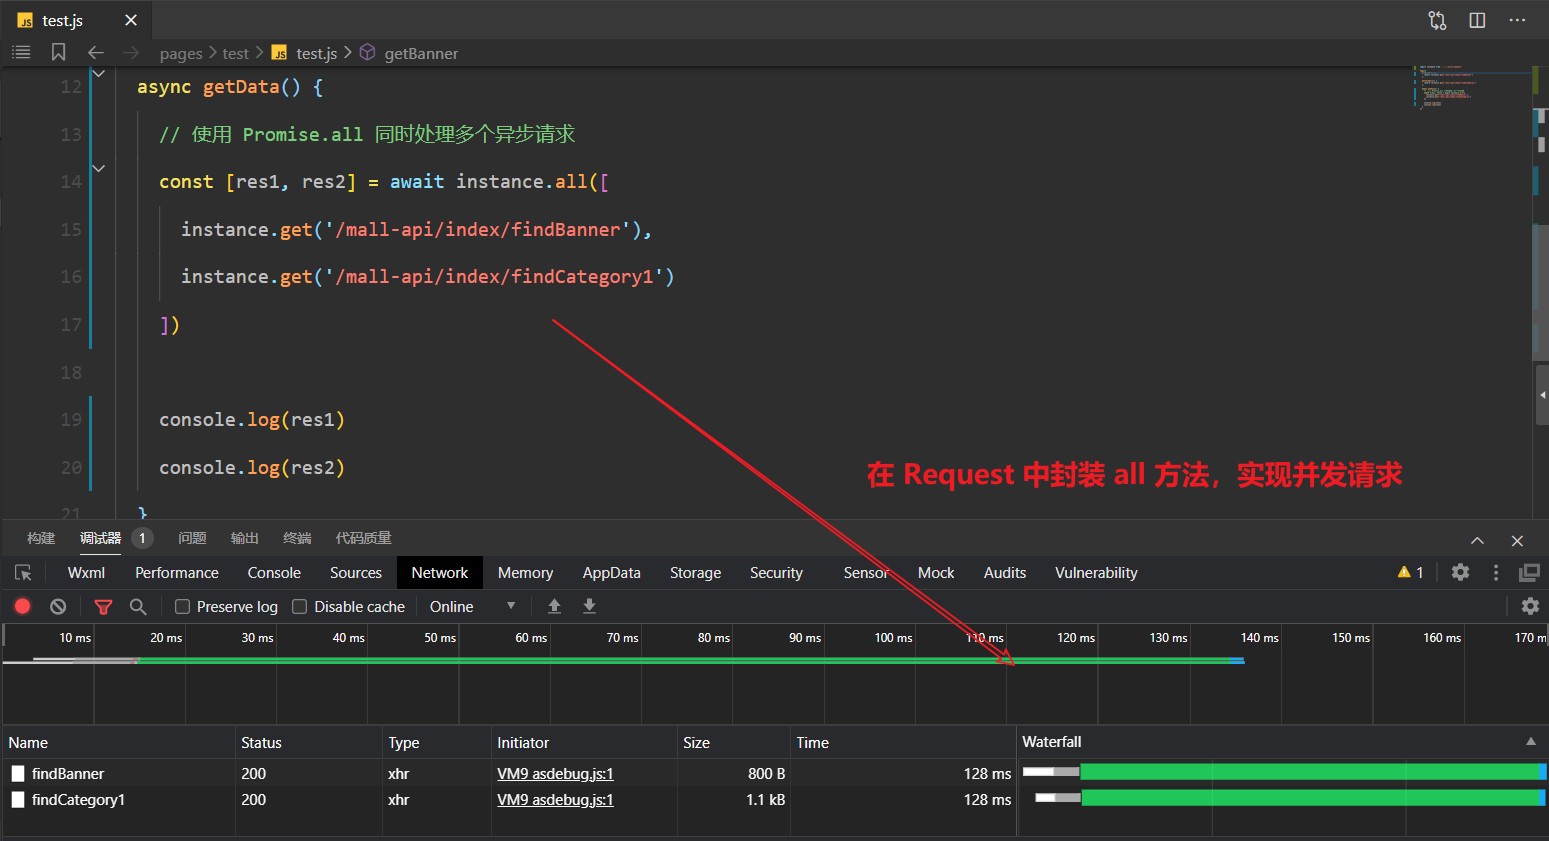 test.js
pages > test > test.js > getBanner
12 async getData() {
13 // 使用 Promise.all 同时处理多个异步请求
14 const [res1, res2] = await instance.all([
15 instance.get('/mall-api/index/findBanner'),
16 instance.get('/mall-api/index/findCategory1')
17 ])
18
19 console.log(res1)
20 console.log(res2)
在 Request 中封装 all 方法，实现并发请求
21 }
构建 调试器 1 问题 输出 终端 代码质量
Wxml Performance Console Sources Network Memory AppData Storage Security Sensor Mock Audits Vulnerability 1
Preserve log Disable cache Online
10 ms 20 ms 30 ms 40 ms 50 ms 60 ms 70 ms 80 ms 90 ms 100 ms 110 ms 120 ms 130 ms 140 ms 150 ms 160 ms 170 m
Name Status Type Initiator Size Time Waterfall
findBanner 200 xhr VM9 asdebug.js:1 800 B 128 ms
findCategory1 200 xhr VM9 asdebug.js:1 1.1 kB 128 ms